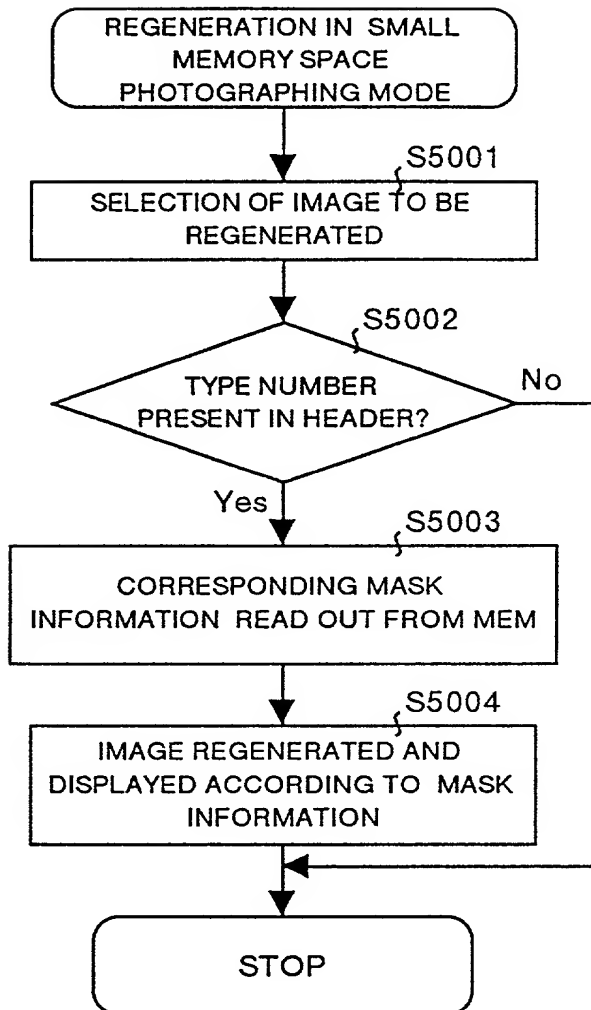 REGENERATION IN SMALL
MEMORY SPACE
PHOTOGRAPHING MODE
S5001
SELECTION OF IMAGE TO BE
REGENERATED
S5002
TYPE NUMBER
PRESENT IN HEADER?
No
Yes
S5003
CORRESPONDING MASK
INFORMATION READ OUT FROM MEM
S5004
IMAGE REGENERATED AND
DISPLAYED ACCORDING TO MASK
INFORMATION
STOP